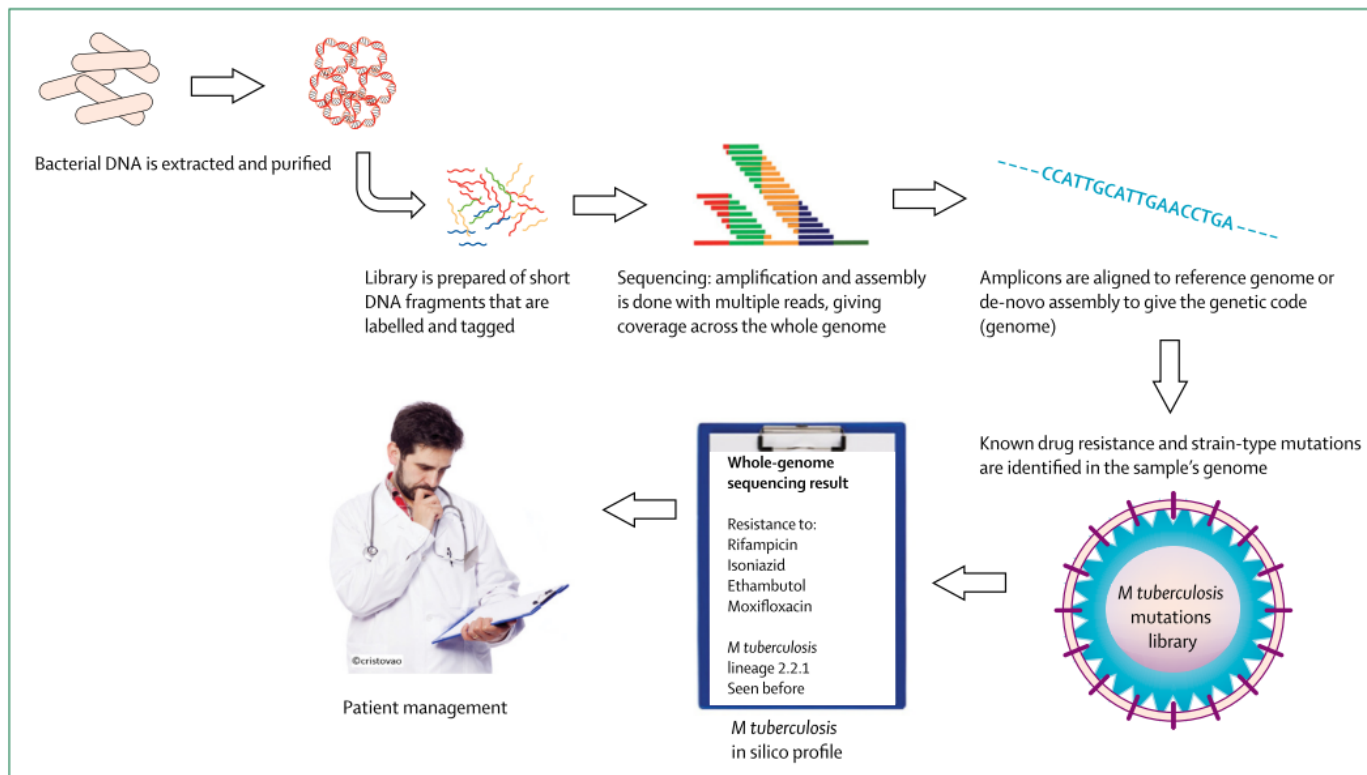 Bacterial DNA is extracted and purified
Library is prepared of short
DNA fragments that are
labelled and tagged
Sequencing: amplification and assembly
is done with multiple reads, giving
coverage across the whole genome
CCATTGCATTGAACCTGA
Amplicons are aligned to reference genome or
de-novo assembly to give the genetic code
(genome)
Known drug resistance and strain-type mutations
are identified in the sample's genome
M tuberculosis
mutations
library
Whole-genome
sequencing result
Resistance to:
Rifampicin
Isoniazid
Ethambutol
Moxifloxacin
M tuberculosis
lineage 2.2.1
Seen before
M tuberculosis
in silico profile
©cristovao
Patient management